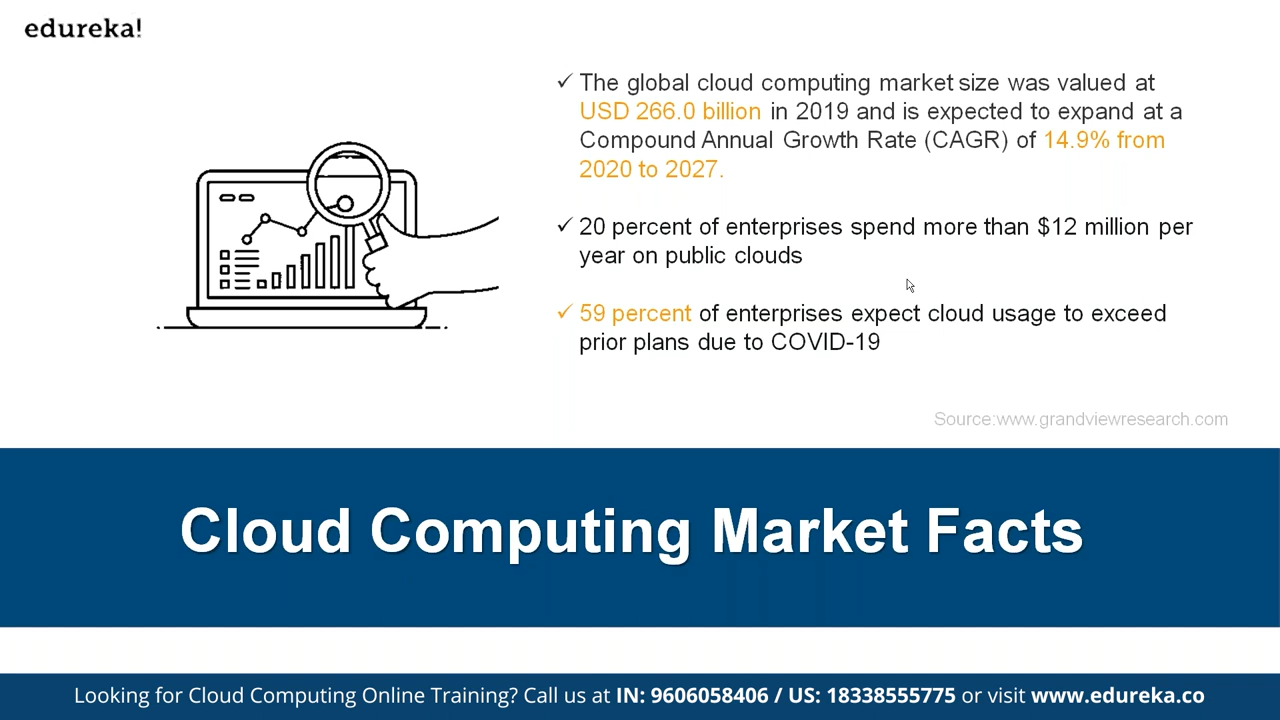 edureka!
The global cloud computing market size was valued at
USD 266.0 billion in 2019 and is expected to expand at a
Compound Annual Growth Rate (CAGR) of 14.9% from
2020 to 2027.
20 percent of enterprises spend more than $12 million per
year on public clouds
59 percent of enterprises expect cloud usage to exceed
prior plans due to COVID-19
Source:www.grandviewresearch.com
Cloud Computing Market Facts
Looking for Cloud Computing Online Training? Call us at IN: 9606058406 / US: 18338555775 or visit www.edureka.co